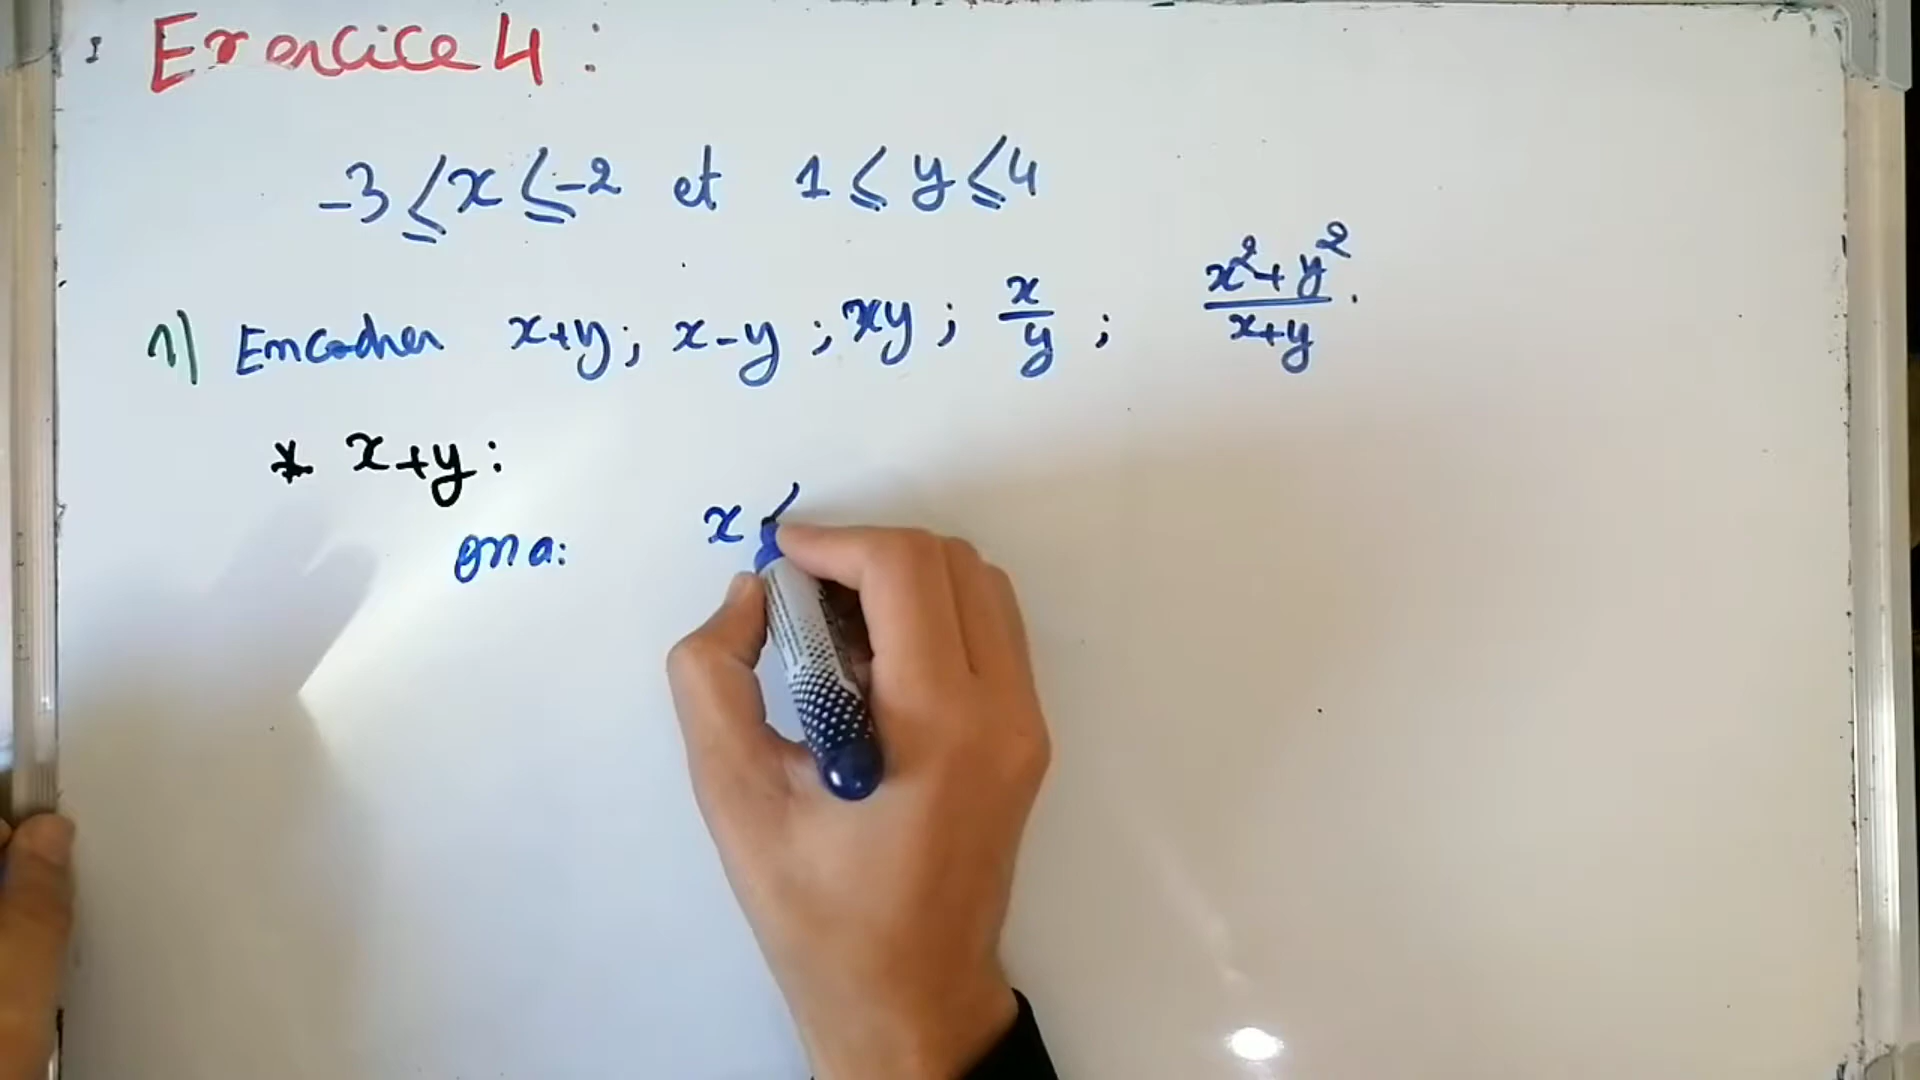 Exercice 4 :
-3 ≤ x ≤ -2 et 1 ≤ y ≤ 4
1) Encadrer x+y ; x-y ; xy ; x/y ; (x²+y²)/(x+y) .
* x+y :
on a : x <